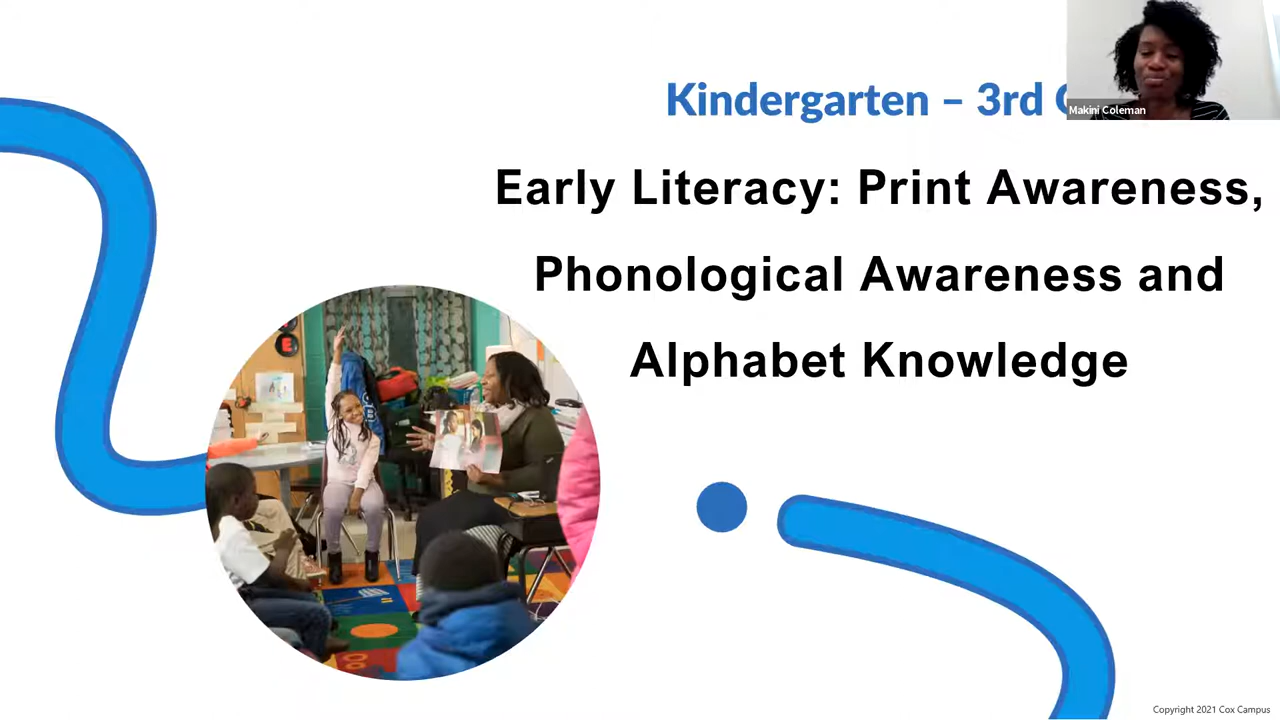 Kindergarten – 3rd
Makini Coleman
Early Literacy: Print Awareness,
Phonological Awareness and
Alphabet Knowledge
E
Copyright 2021 Cox Campus